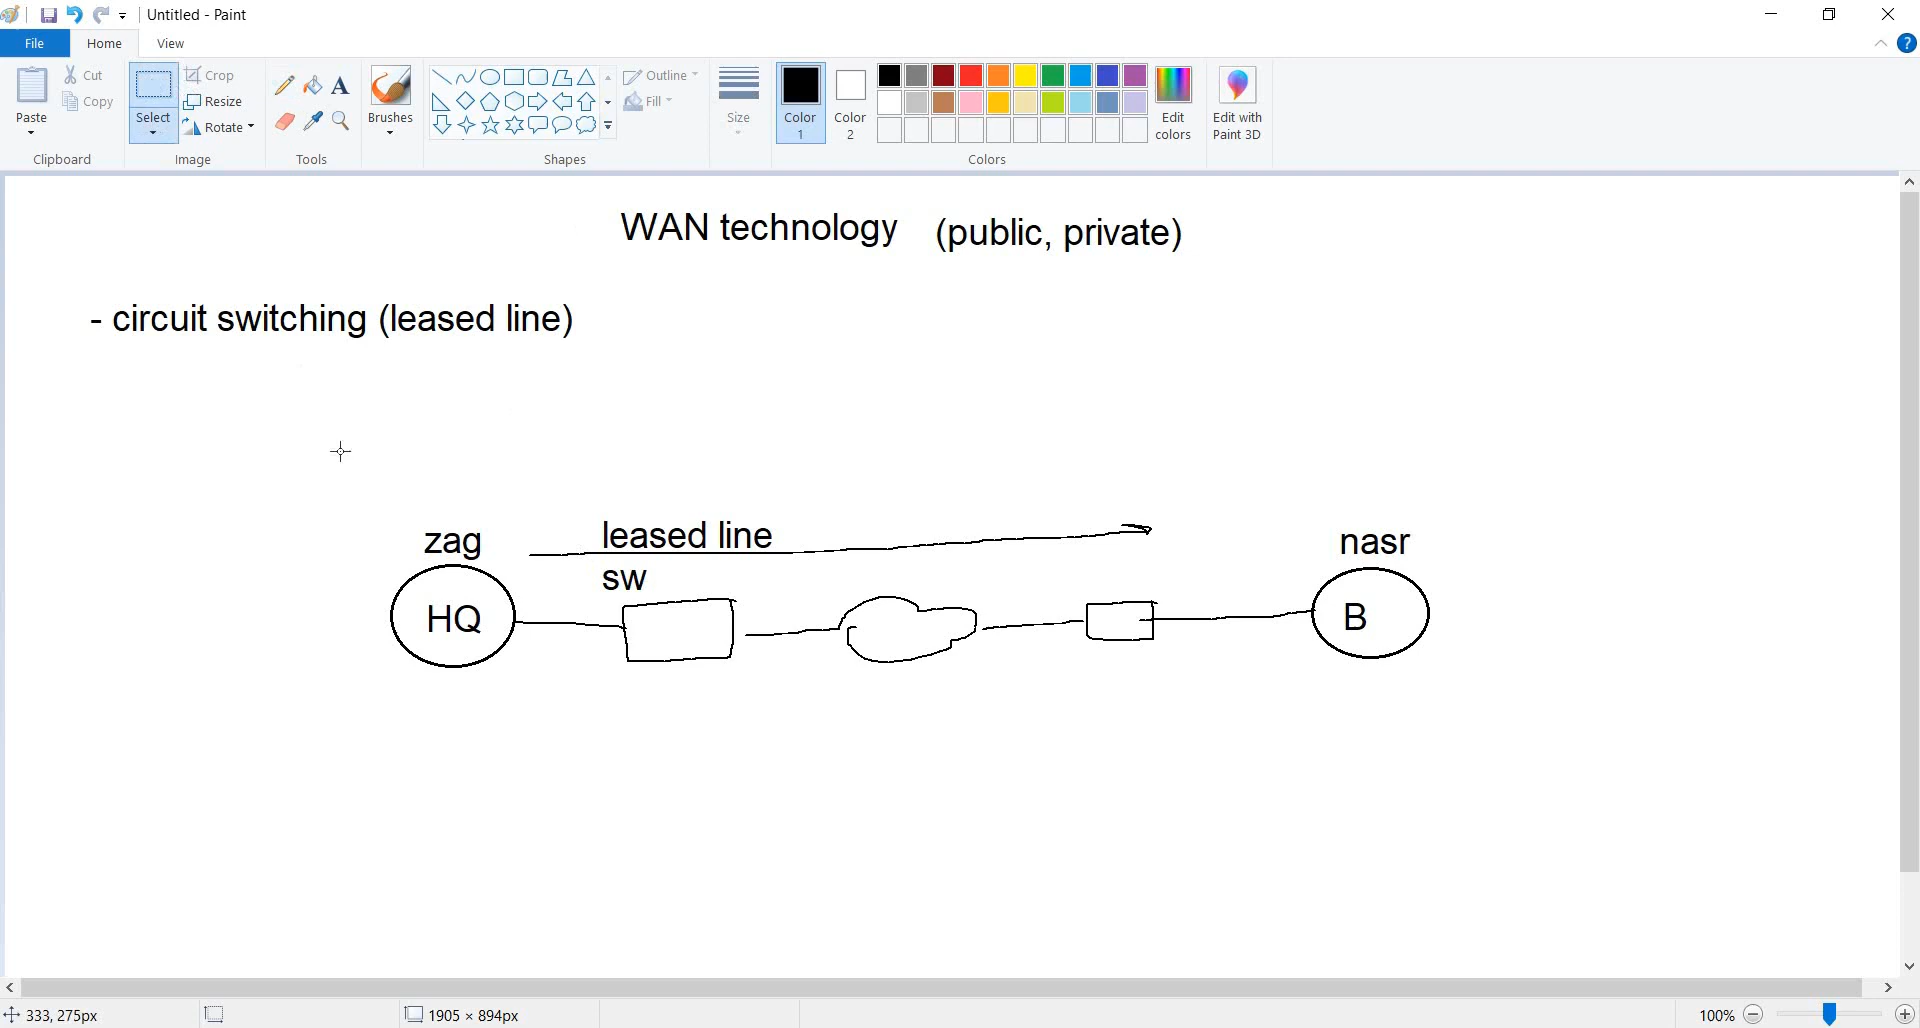 Untitled - Paint
File Home View
Paste
Cut
Copy
Clipboard
Select
Crop
Resize
Rotate
Image
Tools
Brushes
Shapes
Outline
Fill
Size
Color 1
Color 2
Edit colors
Edit with Paint 3D
Colors
WAN technology (public, private)
- circuit switching (leased line)
zag leased line nasr
sw
HQ B
333, 275px 1905 × 894px 100%